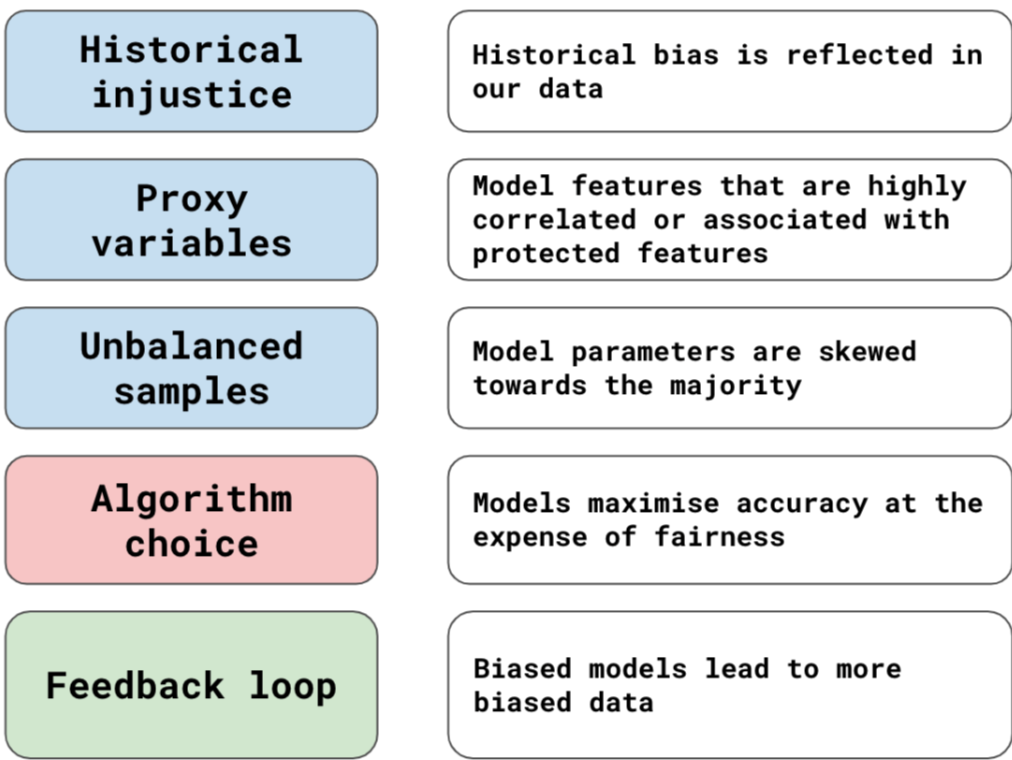 Historical
injustice
Historical bias is reflected in
our data
Proxy
variables
Model features that are highly
correlated or associated with
protected features
Unbalanced
samples
Model parameters are skewed
towards the majority
Algorithm
choice
Models maximise accuracy at the
expense of fairness
Feedback loop
Biased models lead to more
biased data